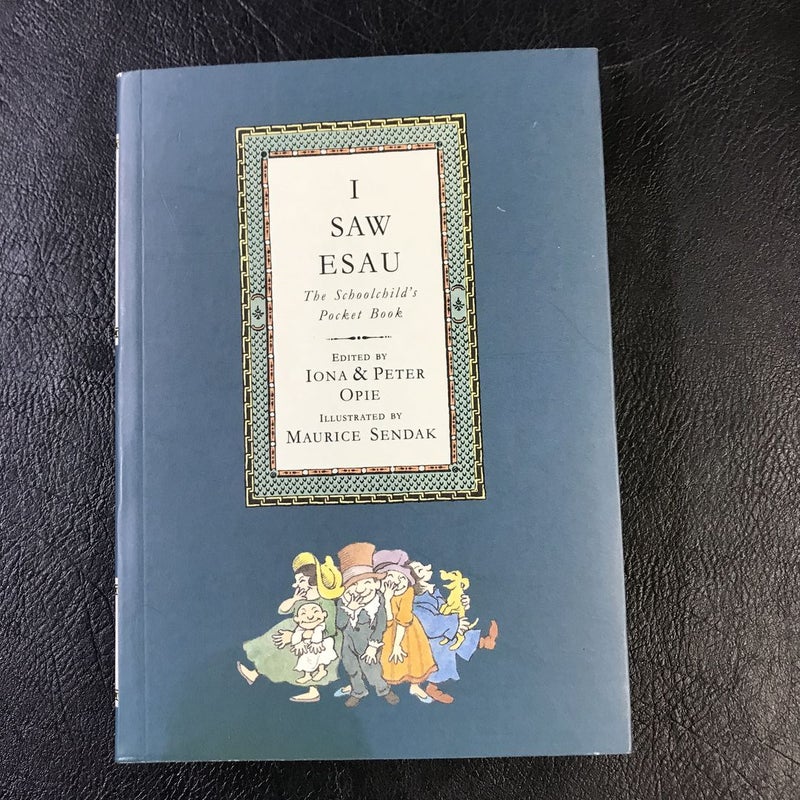 I
SAW
ESAU
The Schoolchild's
Pocket Book
EDITED BY
IONA & PETER
OPIE
ILLUSTRATED BY
MAURICE SENDAK